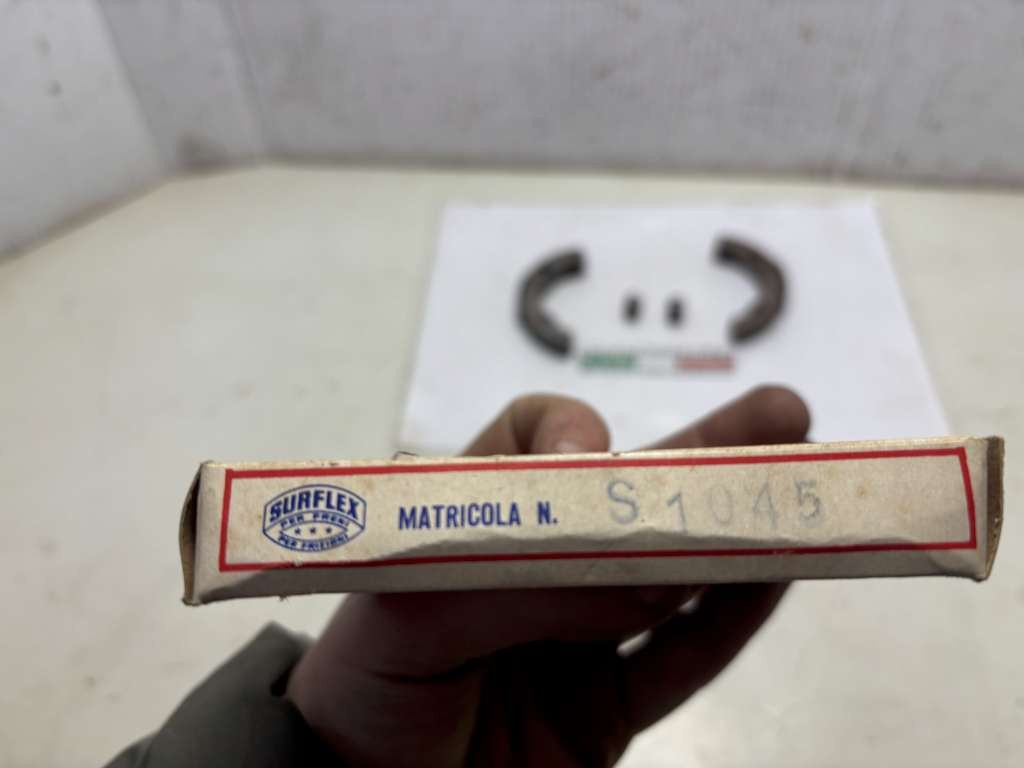 SURFLEX
PER FRENI
PER FRIZIONI
MATRICOLA N. S 1045